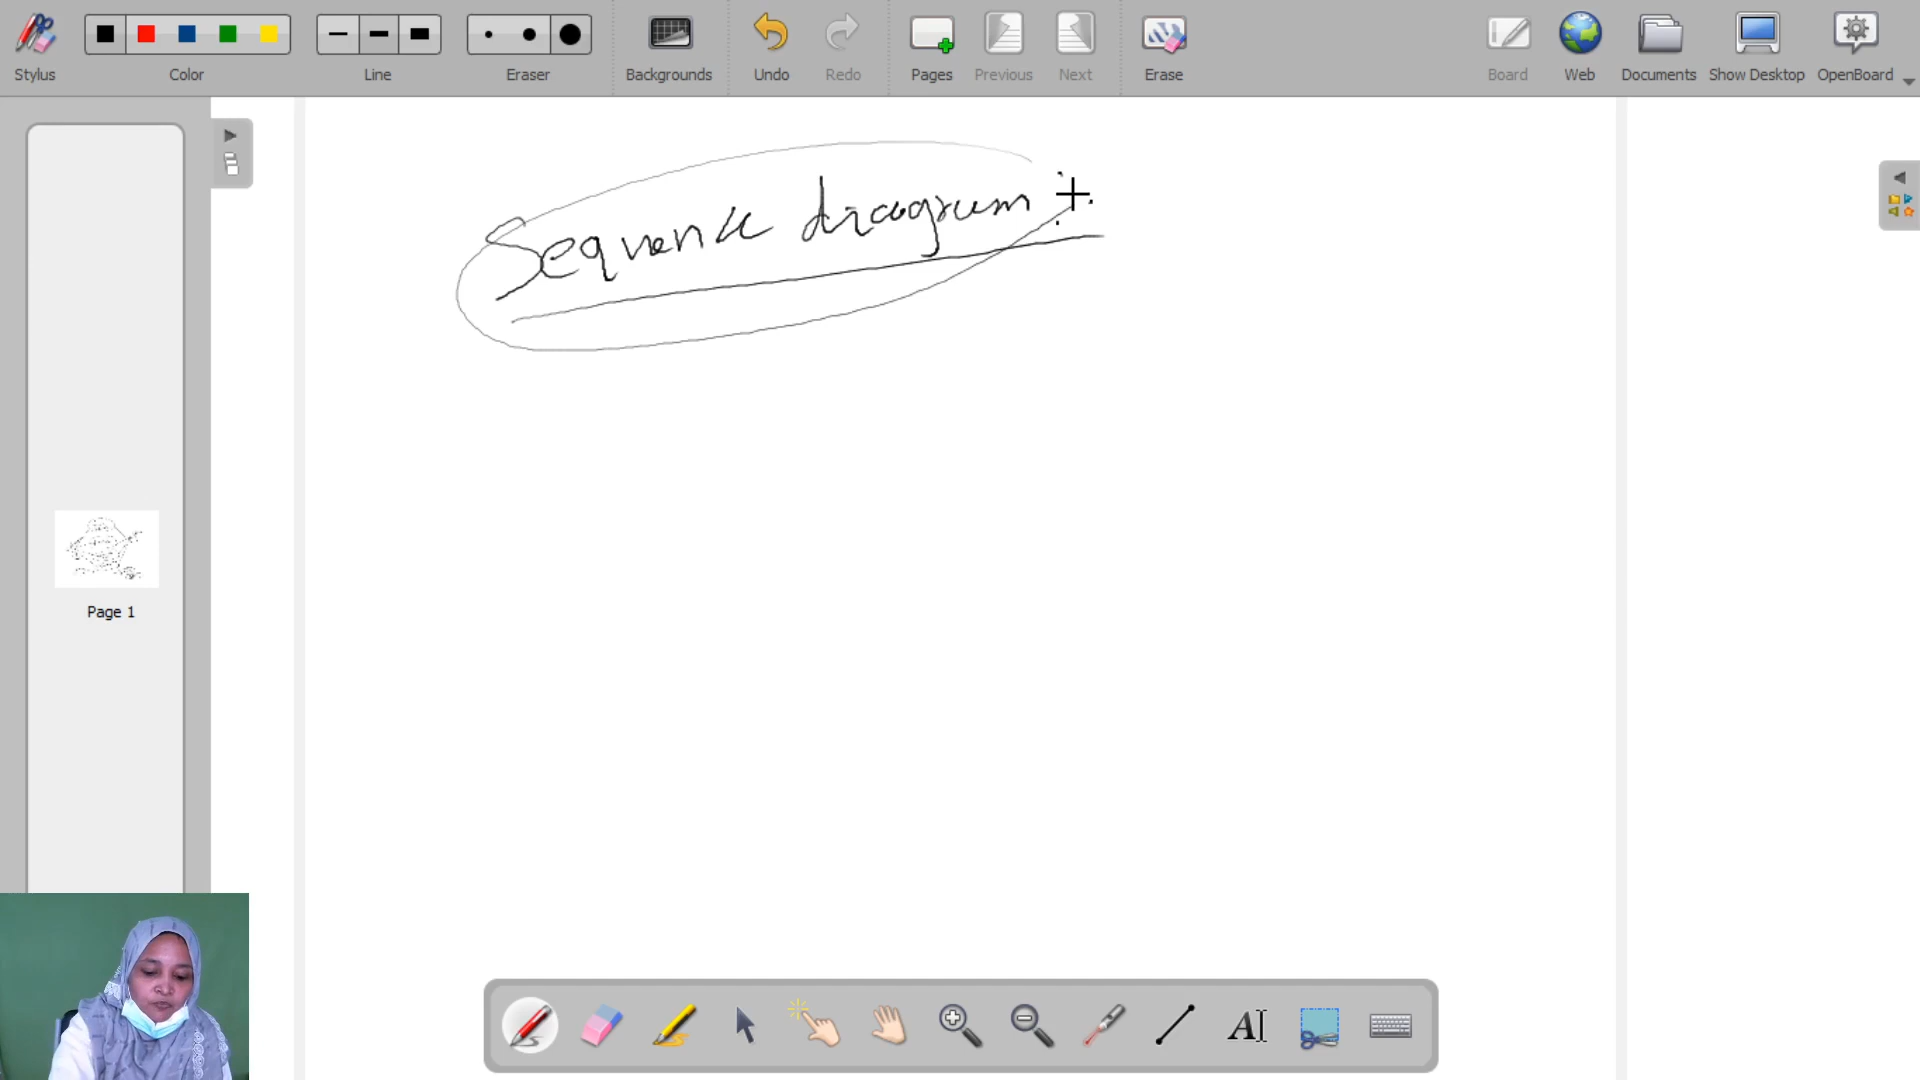 Stylus
Color
Line
Eraser
Backgrounds
Undo
Redo
Pages
Previous
Next
Erase
Board
Web
Documents
Show Desktop
OpenBoard
Sequence diagram :
Page 1